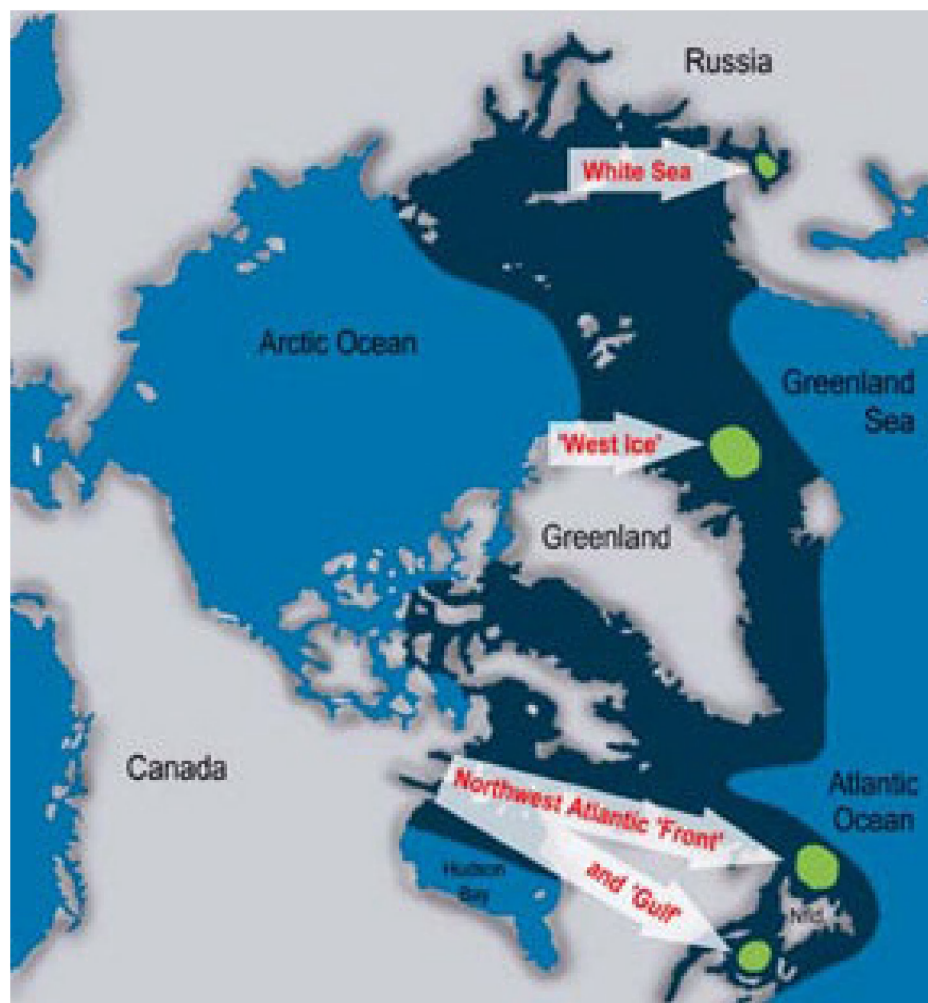 Russia
White Sea
Arctic Ocean
Greenland
Sea
'West Ice'
Greenland
Canada
Northwest Atlantic 'Front'
and 'Gulf'
Atlantic
Ocean
Hudson
Bay
Nfld.